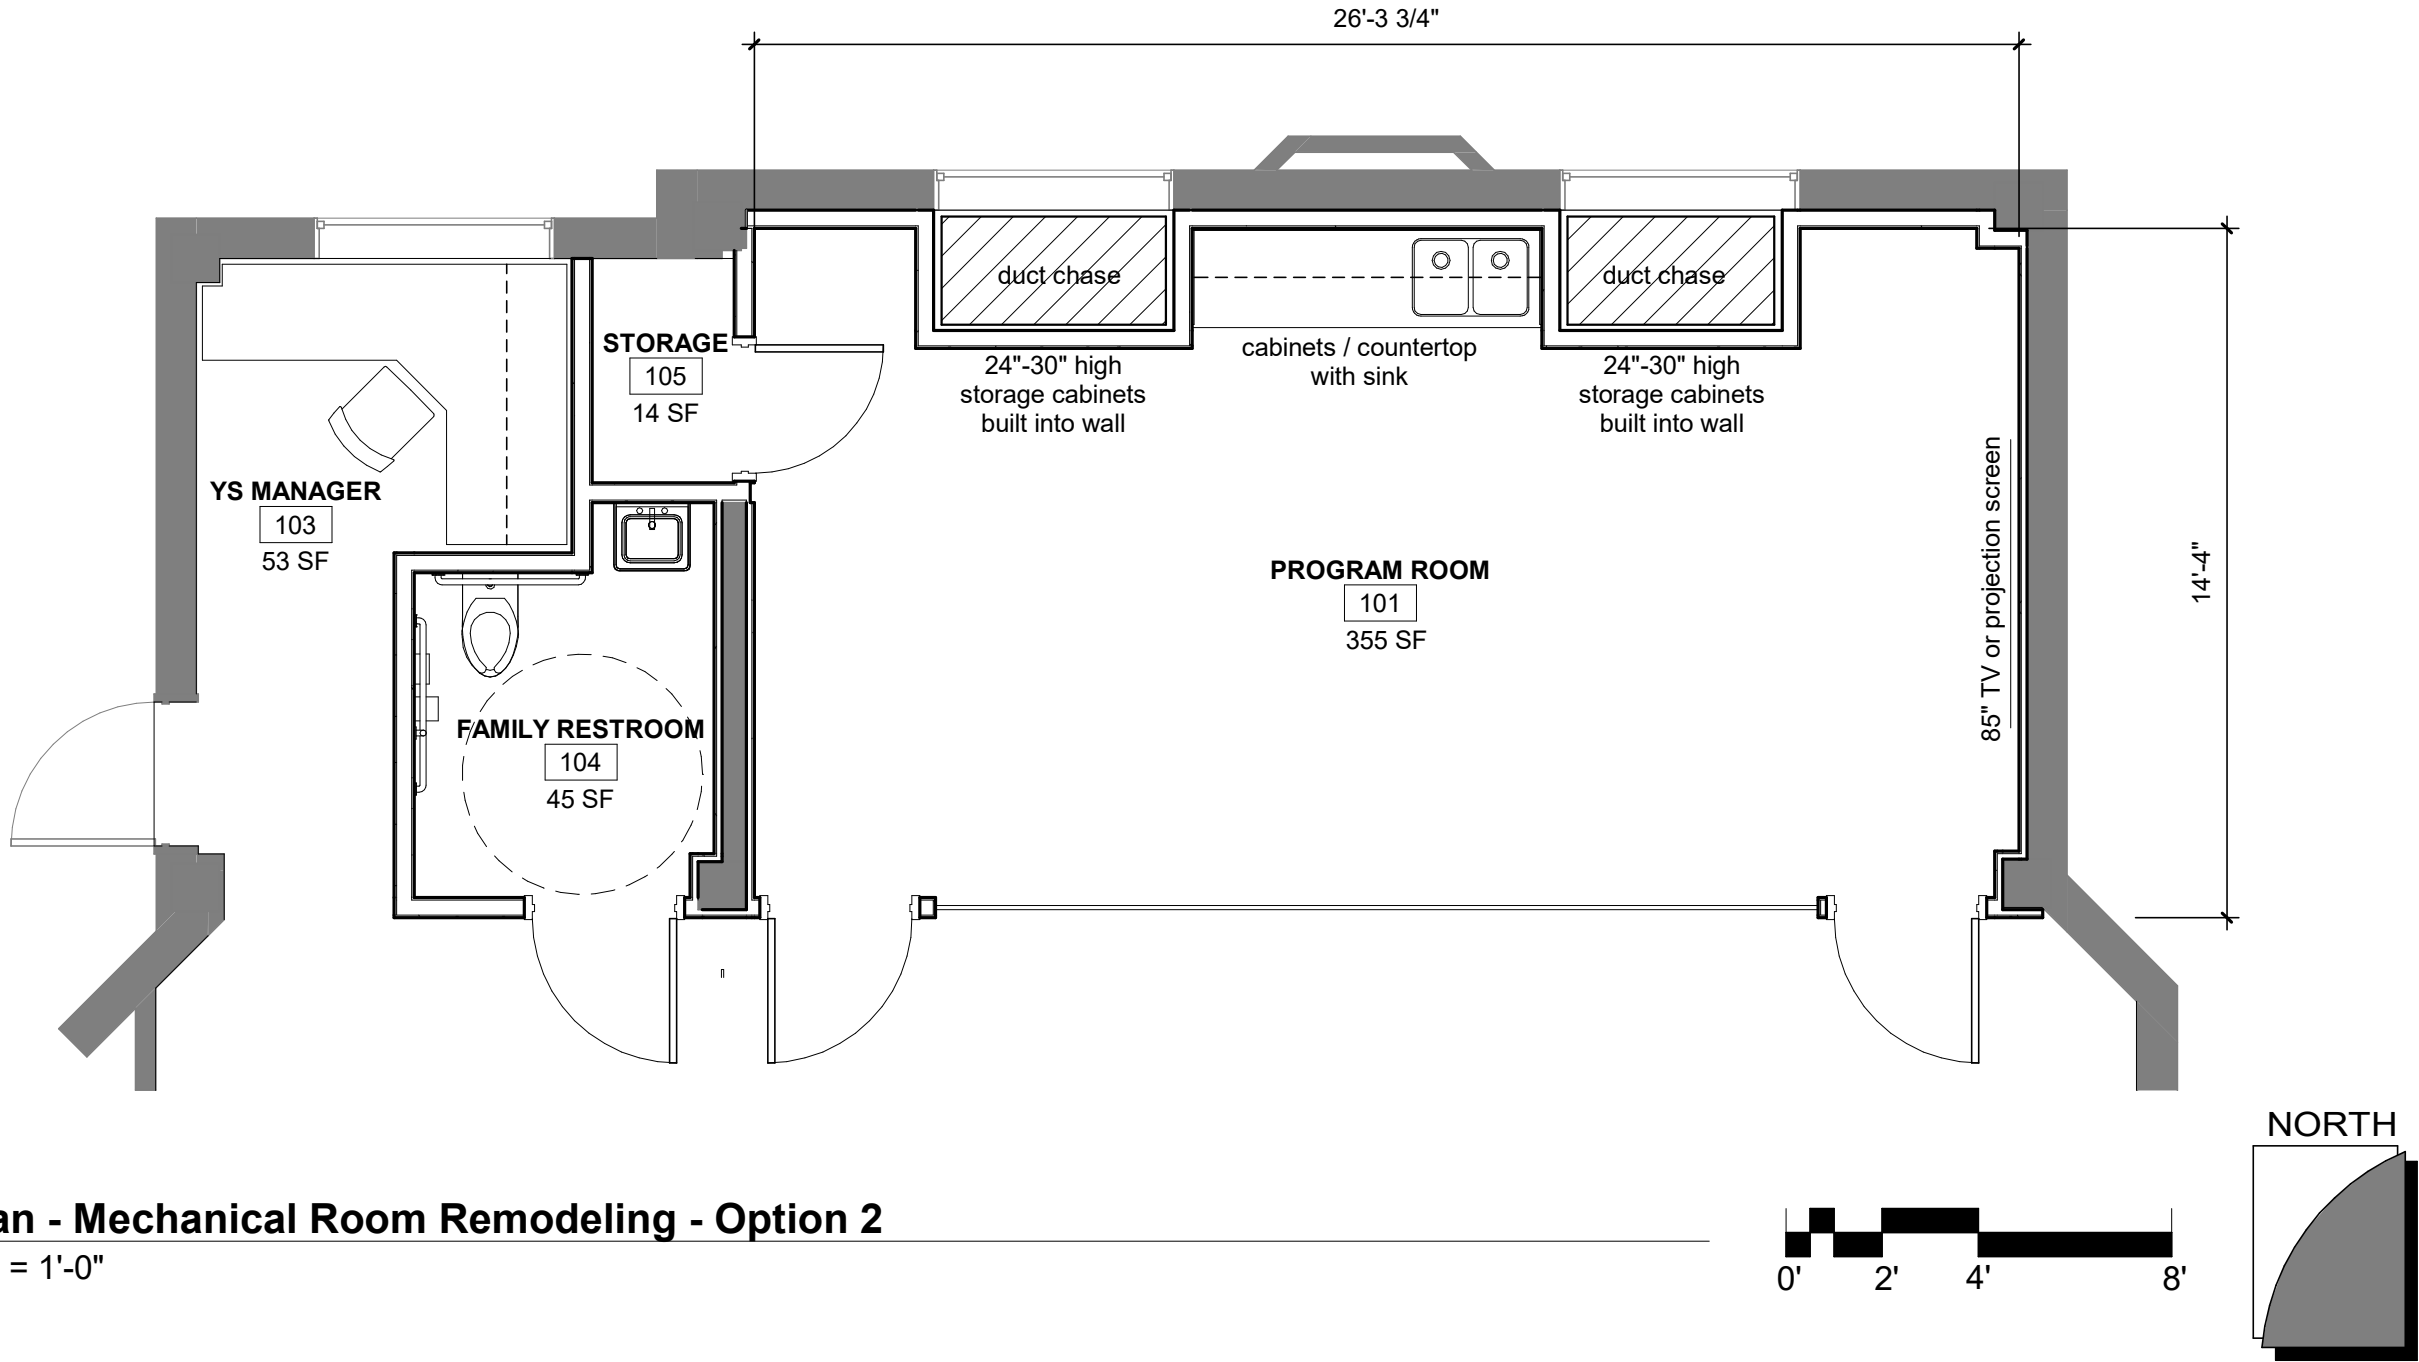 26'-3 3/4"
duct chase
duct chase
STORAGE
105
14 SF
cabinets / countertop
with sink
24"-30" high
storage cabinets
built into wall
24"-30" high
storage cabinets
built into wall
YS MANAGER
103
53 SF
PROGRAM ROOM
101
355 SF
85" TV or projection screen
14'-4"
FAMILY RESTROOM
104
45 SF
NORTH
an - Mechanical Room Remodeling - Option 2
= 1'-0"
0' 2' 4' 8'